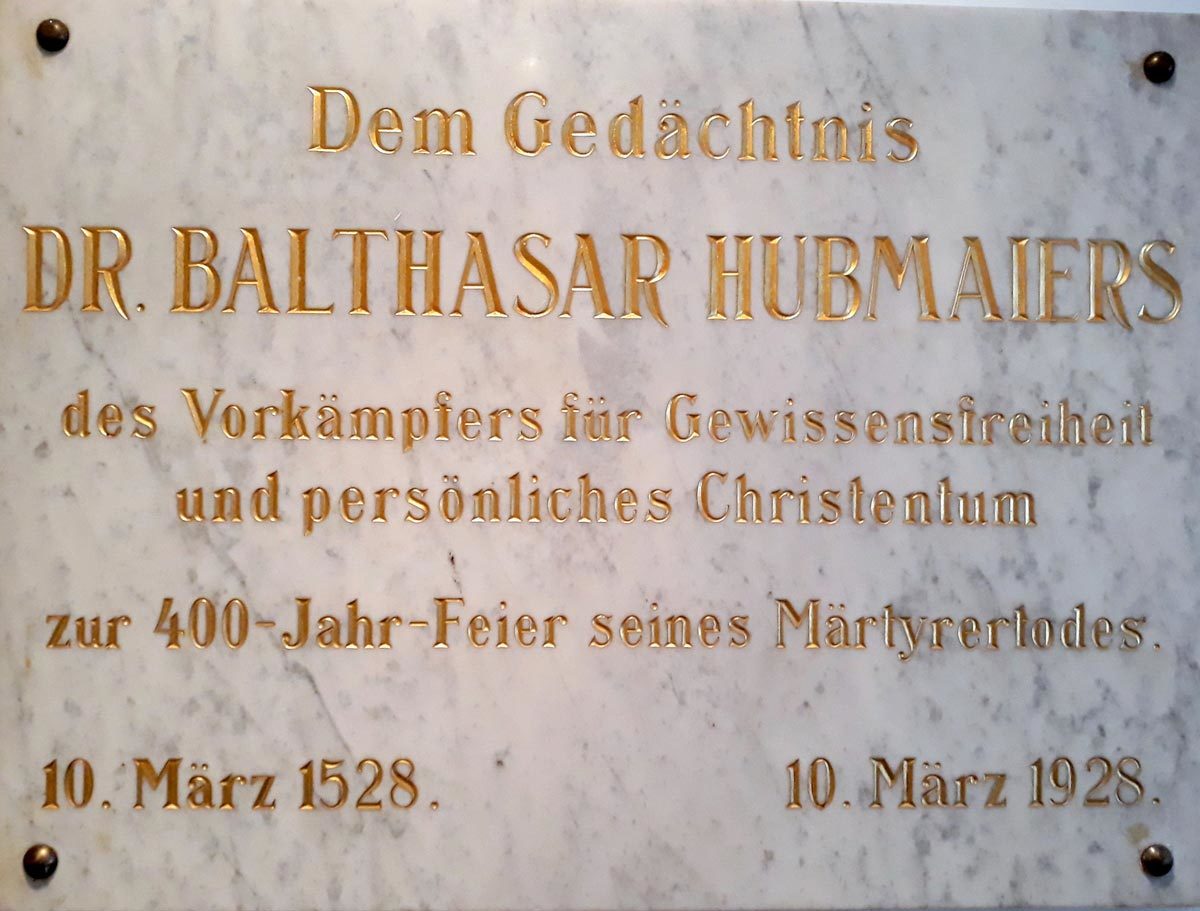 Dem Gedächtnis
DR. BALTHASAR HUBMAIERS
des Vorkämpfers für Gewissensfreiheit
und persönliches Christentum
zur 400-Jahr-Feier seines Märtyrertodes.
10. März 1528. 10. März 1928.